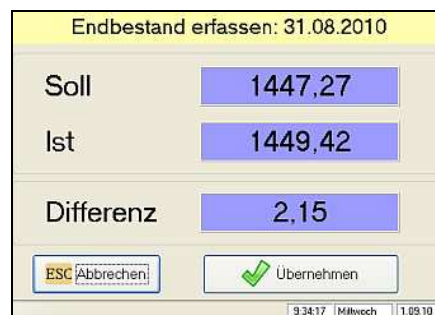 Endbestand erfassen: 31.08.2010
Soll 1447,27
Ist 1449,42
Differenz 2,15
ESC Abbrechen Übernehmen
9:34:17 Mittwoch 1.09.10